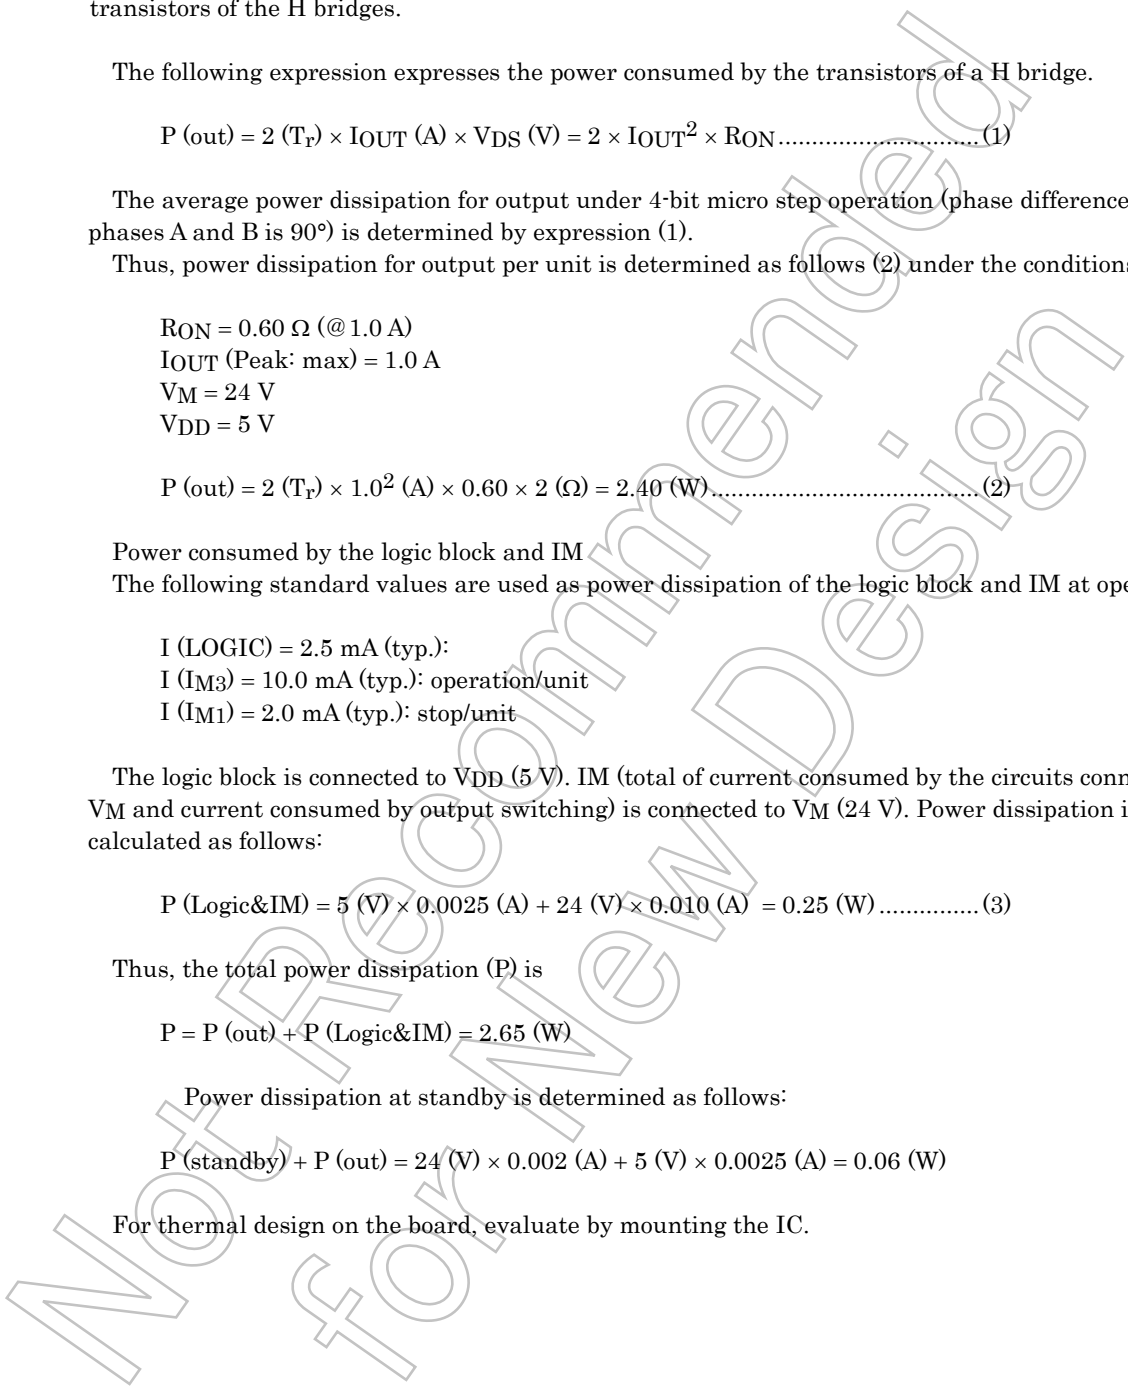 transistors of the H bridges.
The following expression expresses the power consumed by the transistors of a H bridge.
P (out) = 2 (Tr) × IOUT (A) × VDS (V) = 2 × IOUT² × RON..............................(1)
The average power dissipation for output under 4-bit micro step operation (phase difference
phases A and B is 90°) is determined by expression (1).
Thus, power dissipation for output per unit is determined as follows (2) under the conditions
RON = 0.60 Ω (@1.0 A)
IOUT (Peak: max) = 1.0 A
VM = 24 V
VDD = 5 V
P (out) = 2 (Tr) × 1.0² (A) × 0.60 × 2 (Ω) = 2.40 (W)........................................(2)
Power consumed by the logic block and IM
The following standard values are used as power dissipation of the logic block and IM at ope
I (LOGIC) = 2.5 mA (typ.):
I (IM3) = 10.0 mA (typ.): operation/unit
I (IM1) = 2.0 mA (typ.): stop/unit
The logic block is connected to VDD (5 V). IM (total of current consumed by the circuits conn
VM and current consumed by output switching) is connected to VM (24 V). Power dissipation i
calculated as follows:
P (Logic&IM) = 5 (V) × 0.0025 (A) + 24 (V) × 0.010 (A) = 0.25 (W)...............(3)
Thus, the total power dissipation (P) is
P = P (out) + P (Logic&IM) = 2.65 (W)
Power dissipation at standby is determined as follows:
P (standby) + P (out) = 24 (V) × 0.002 (A) + 5 (V) × 0.0025 (A) = 0.06 (W)
For thermal design on the board, evaluate by mounting the IC.
Not Recommended
for New Design